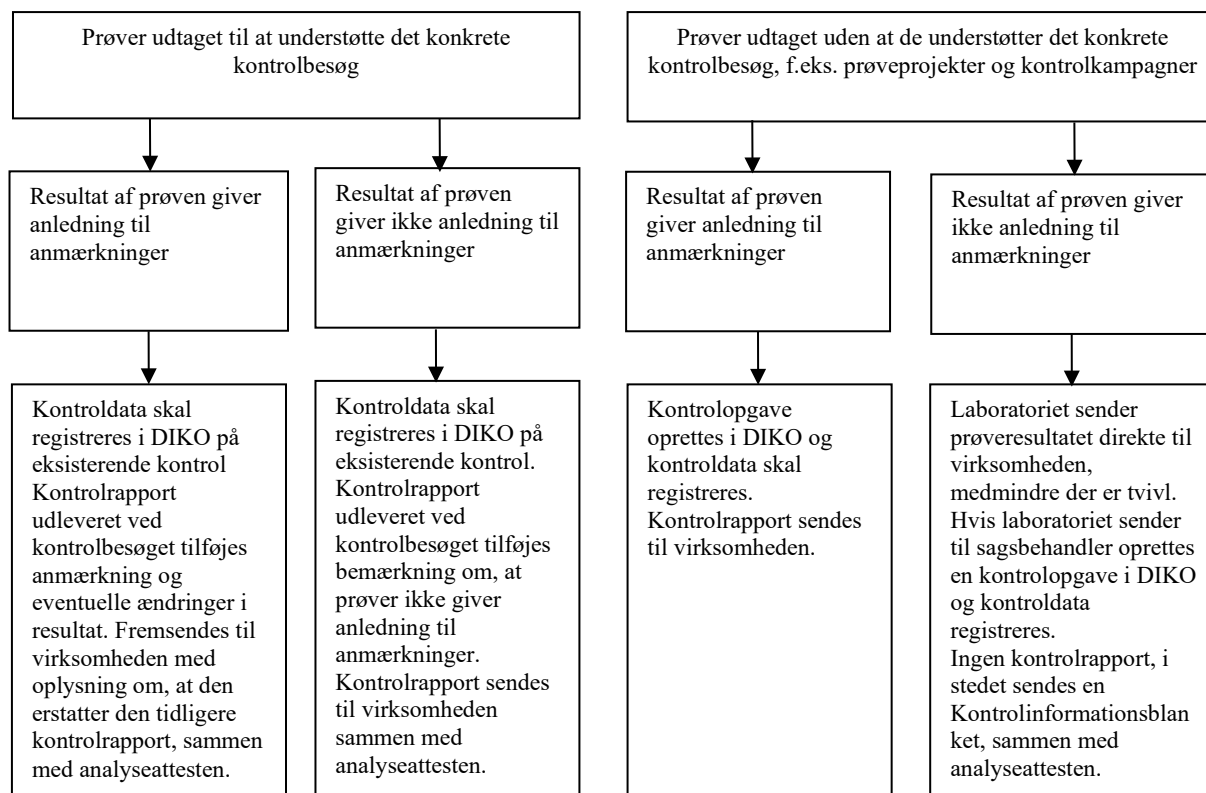 Prøver udtaget til at understøtte det konkrete
kontrolbesøg
Prøver udtaget uden at de understøtter det konkrete
kontrolbesøg, f.eks. prøveprojekter og kontrolkampagner
Resultat af prøven giver
anledning til
anmærkninger
Resultat af prøven
giver ikke anledning til
anmærkninger
Resultat af prøven
giver anledning til
anmærkninger
Resultat af prøven giver
ikke anledning til
anmærkninger
Kontroldata skal
registreres i DIKO på
eksisterende kontrol
Kontrolrapport
udleveret ved
kontrolbesøget tilføjes
anmærkning og
eventuelle ændringer i
resultat. Fremsendes til
virksomheden med
oplysning om, at den
erstatter den tidligere
kontrolrapport, sammen
med analyseattesten.
Kontroldata skal
registreres i DIKO på
eksisterende kontrol.
Kontrolrapport
udleveret ved
kontrolbesøget tilføjes
bemærkning om, at
prøver ikke giver
anledning til
anmærkninger.
Kontrolrapport sendes
til virksomheden
sammen med
analyseattesten.
Kontrolopgave
oprettes i DIKO og
kontroldata skal
registreres.
Kontrolrapport sendes
til virksomheden.
Laboratoriet sender
prøveresultatet direkte til
virksomheden,
medmindre der er tvivl.
Hvis laboratoriet sender
til sagsbehandler oprettes
en kontrolopgave i DIKO
og kontroldata
registreres.
Ingen kontrolrapport, i
stedet sendes en
Kontrolinformationsblan
ket, sammen med
analyseattesten.